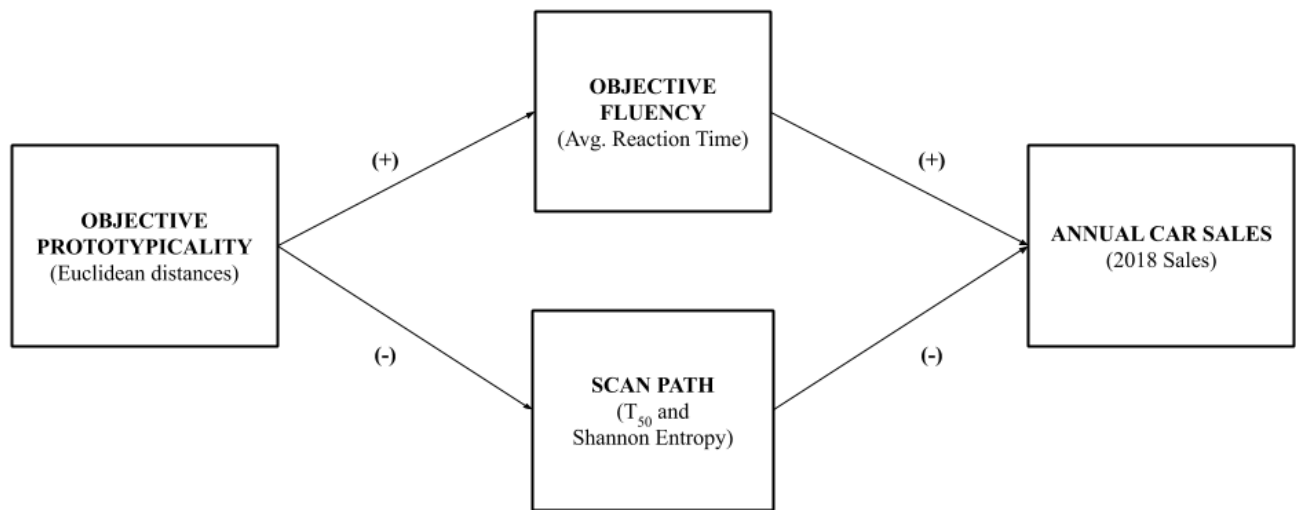 OBJECTIVE
PROTOTYPICALITY
(Euclidean distances)
(+)
(-)
OBJECTIVE
FLUENCY
(Avg. Reaction Time)
SCAN PATH
(T50 and
Shannon Entropy)
(+)
(-)
ANNUAL CAR SALES
(2018 Sales)